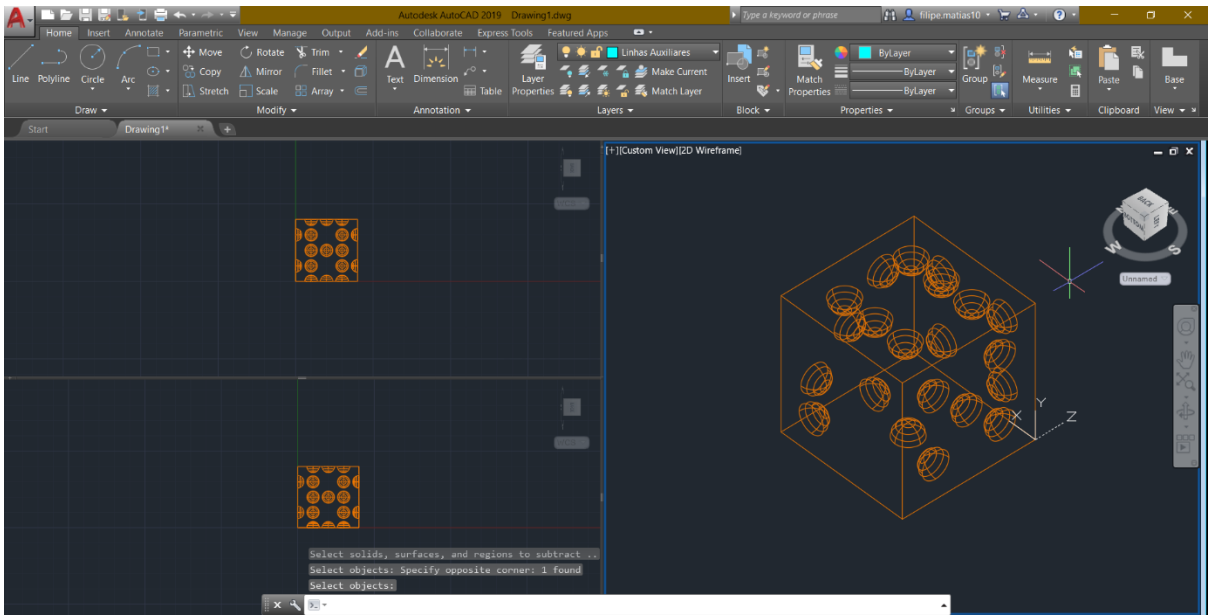 Autodesk AutoCAD 2019 Drawing1.dwg
Type a keyword or phrase
filipe.matias10
Home Insert Annotate Parametric View Manage Output Add-ins Collaborate Express Tools Featured Apps
Move Rotate Trim Linhas Auxiliares ByLayer
Line Polyline Circle Arc Copy Mirror Fillet Text Dimension Layer Properties Make Current Insert Match Properties ByLayer Group Measure Paste Base
Stretch Scale Array Table Match Layer ByLayer
Draw Modify Annotation Layers Block Properties Groups Utilities Clipboard View
Start Drawing1*
[+][Custom View][2D Wireframe]
BACK
BOTTOM
LEFT
W S
Unnamed
X Y Z
Select solids, surfaces, and regions to subtract ..
Select objects: Specify opposite corner: 1 found
Select objects: